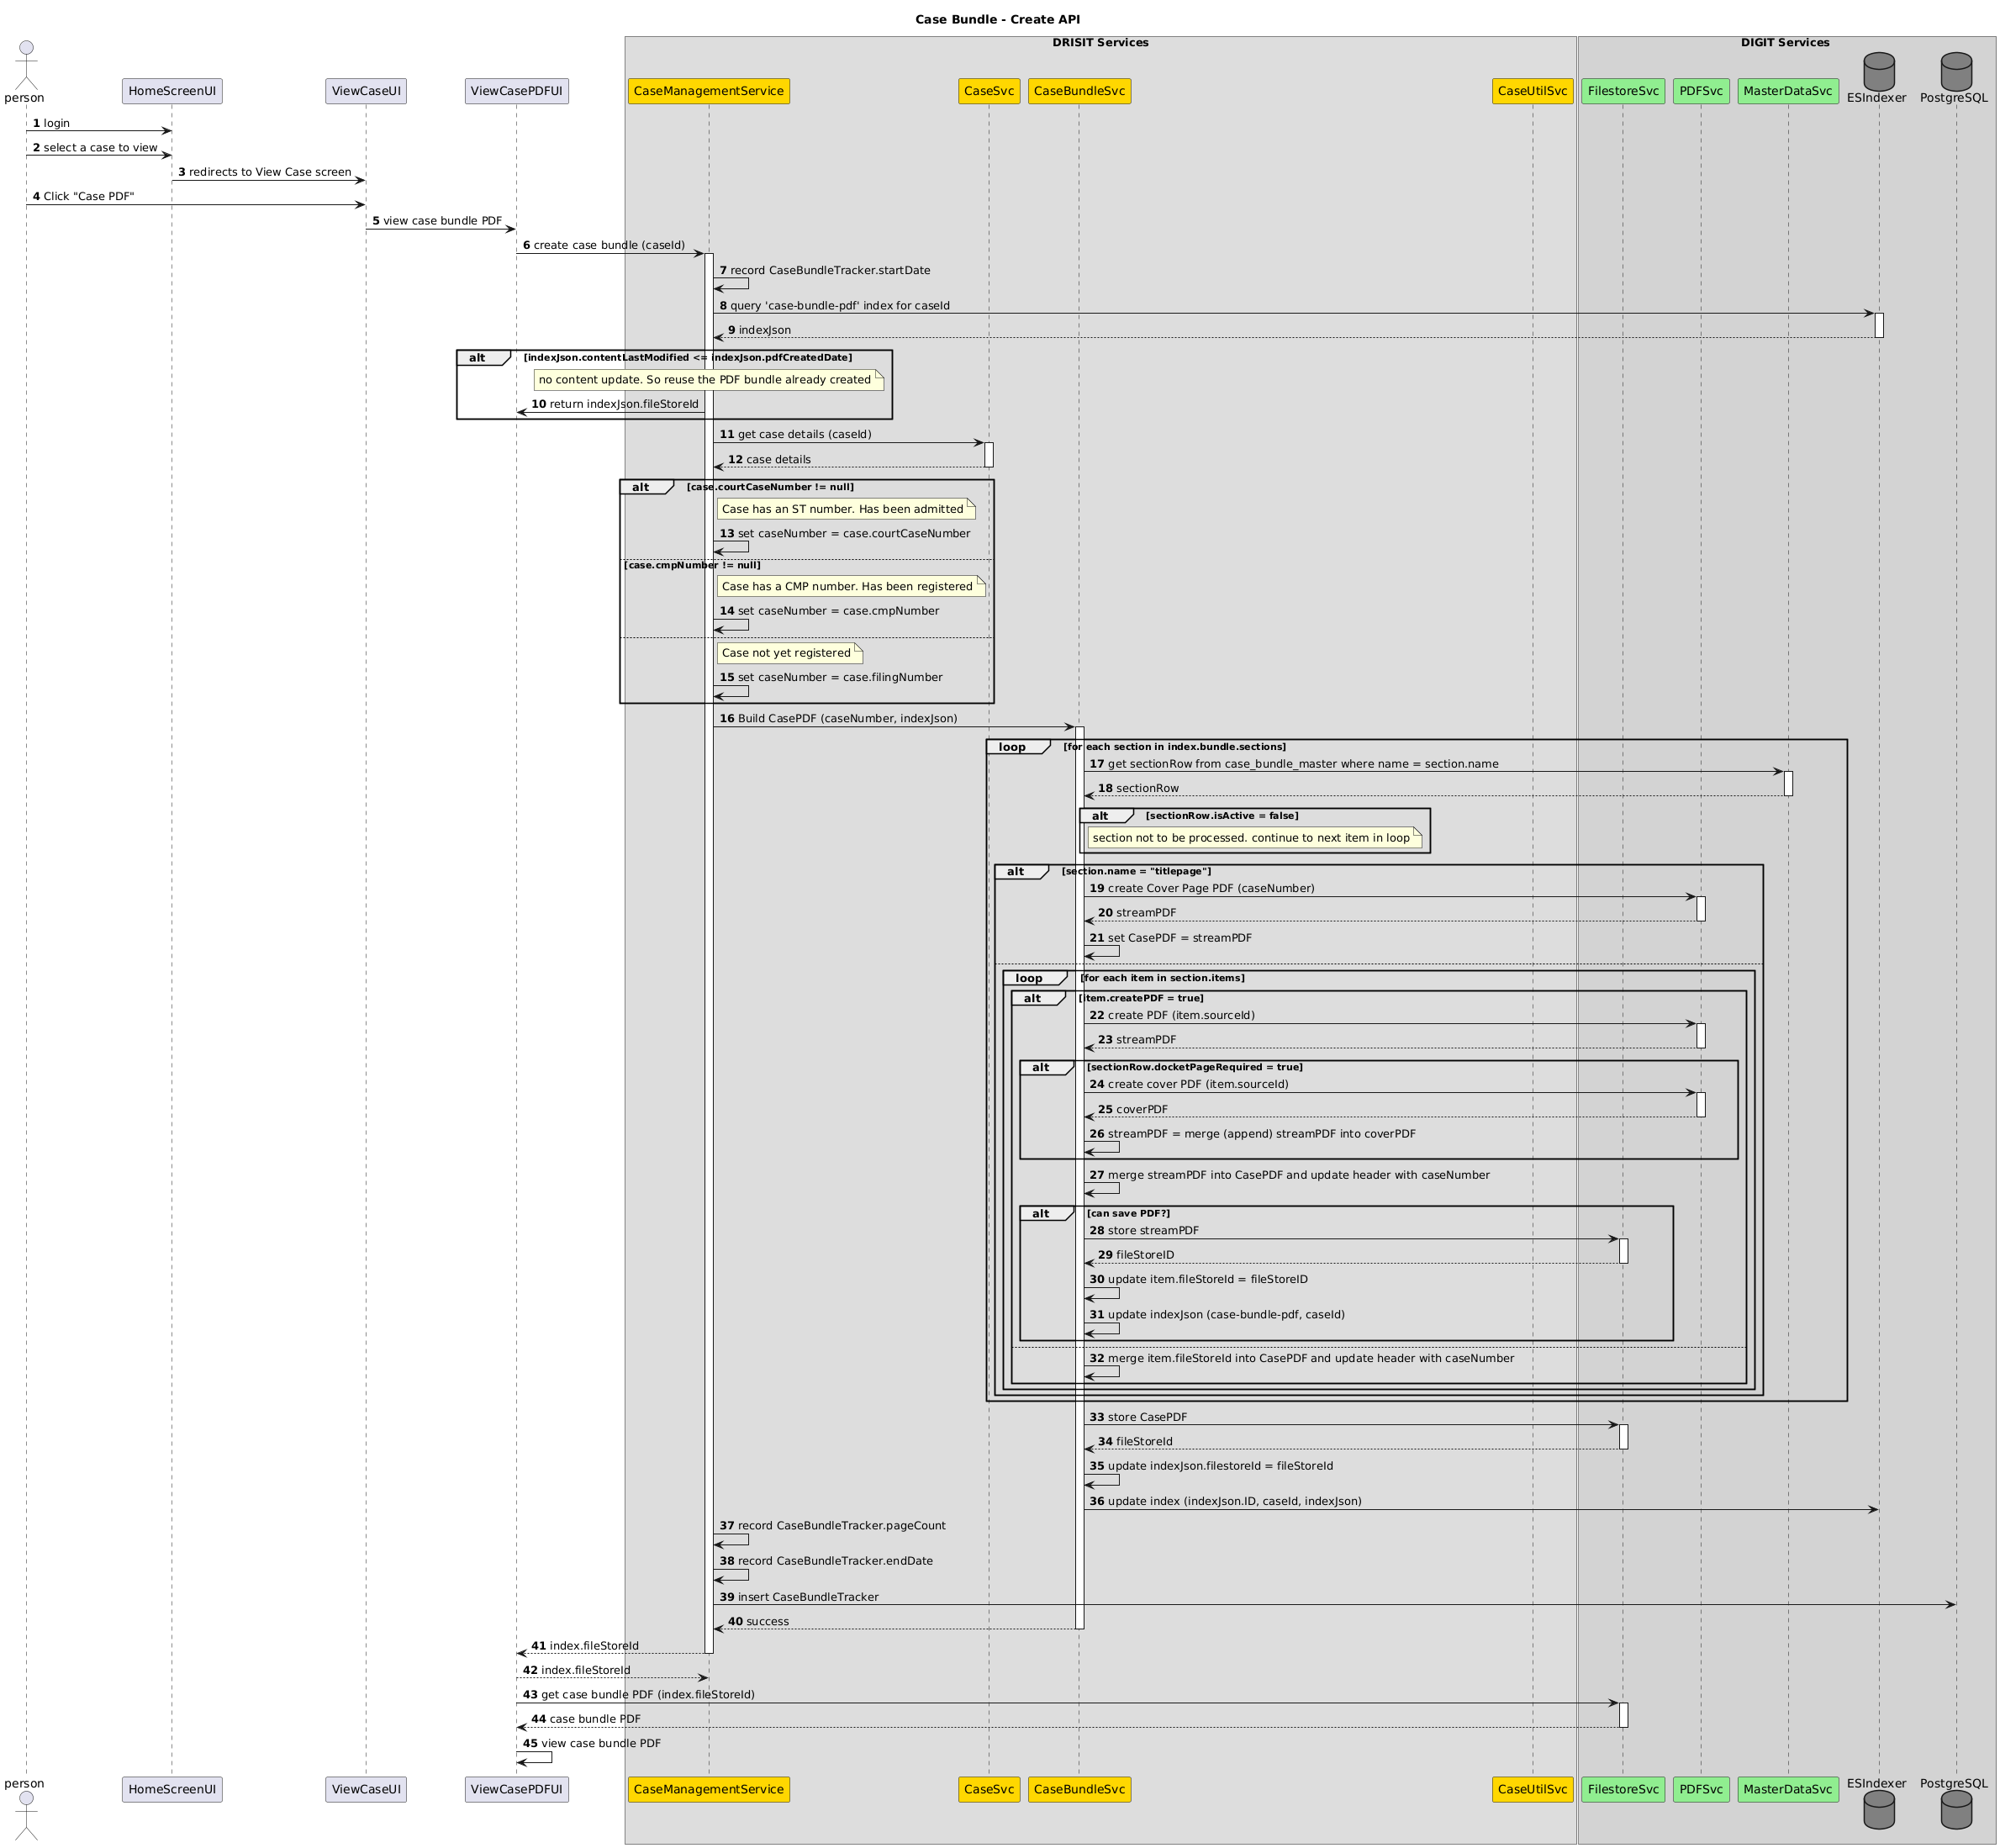 Case Bundle - Create API
DRISIT Services
DIGIT Services
person
HomeScreenUI
ViewCaseUI
ViewCasePDFUI
CaseManagementService
CaseSvc
CaseBundleSvc
CaseUtilSvc
FilestoreSvc
PDFSvc
MasterDataSvc
ESIndexer
PostgreSQL
1 login
2 select a case to view
3 redirects to View Case screen
4 Click "Case PDF"
5 view case bundle PDF
6 create case bundle (caseId)
7 record CaseBundleTracker.startDate
8 query 'case-bundle-pdf' index for caseId
9 indexJson
alt [indexJson.contentLastModified <= indexJson.pdfCreatedDate]
no content update. So reuse the PDF bundle already created
10 return indexJson.fileStoreId
11 get case details (caseId)
12 case details
alt [case.courtCaseNumber != null]
Case has an ST number. Has been admitted
13 set caseNumber = case.courtCaseNumber
[case.cmpNumber != null]
Case has a CMP number. Has been registered
14 set caseNumber = case.cmpNumber
Case not yet registered
15 set caseNumber = case.filingNumber
16 Build CasePDF (caseNumber, indexJson)
loop [for each section in index.bundle.sections]
17 get sectionRow from case_bundle_master where name = section.name
18 sectionRow
alt [sectionRow.isActive = false]
section not to be processed. continue to next item in loop
alt [section.name = "titlepage"]
19 create Cover Page PDF (caseNumber)
20 streamPDF
21 set CasePDF = streamPDF
loop [for each item in section.items]
alt [item.createPDF = true]
22 create PDF (item.sourceId)
23 streamPDF
alt [sectionRow.docketPageRequired = true]
24 create cover PDF (item.sourceId)
25 coverPDF
26 streamPDF = merge (append) streamPDF into coverPDF
27 merge streamPDF into CasePDF and update header with caseNumber
alt [can save PDF?]
28 store streamPDF
29 fileStoreID
30 update item.fileStoreId = fileStoreID
31 update indexJson (case-bundle-pdf, caseId)
32 merge item.fileStoreId into CasePDF and update header with caseNumber
33 store CasePDF
34 fileStoreId
35 update indexJson.filestoreId = fileStoreId
36 update index (indexJson.ID, caseId, indexJson)
37 record CaseBundleTracker.pageCount
38 record CaseBundleTracker.endDate
39 insert CaseBundleTracker
40 success
41 index.fileStoreId
42 index.fileStoreId
43 get case bundle PDF (index.fileStoreId)
44 case bundle PDF
45 view case bundle PDF
person
HomeScreenUI
ViewCaseUI
ViewCasePDFUI
CaseManagementService
CaseSvc
CaseBundleSvc
CaseUtilSvc
FilestoreSvc
PDFSvc
MasterDataSvc
ESIndexer
PostgreSQL